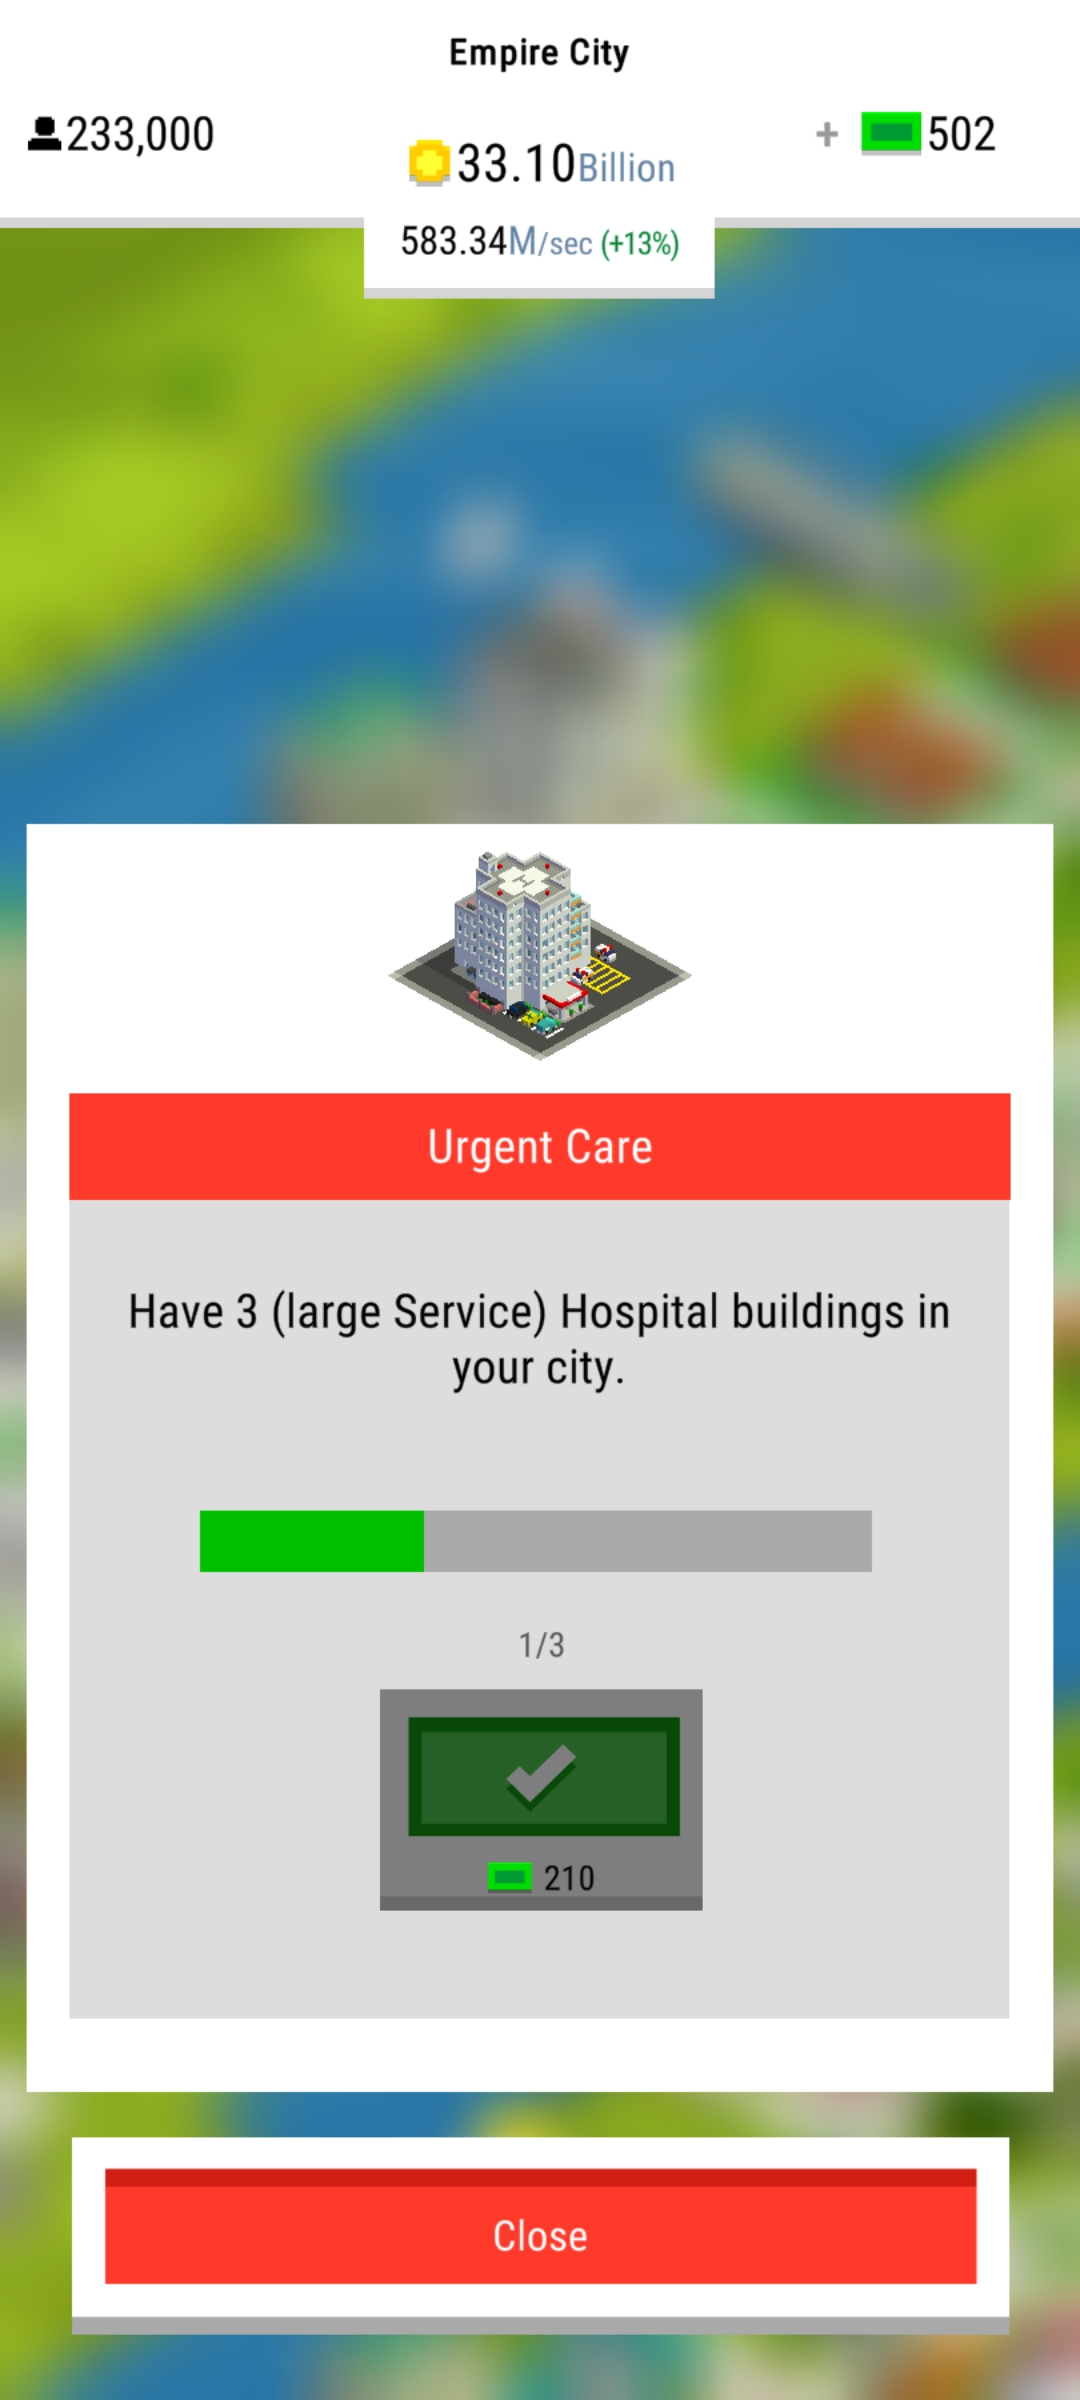 Empire City
233,000
33.10Billion
+ 502
583.34M/sec (+13%)
Urgent Care
Have 3 (large Service) Hospital buildings in
your city.
1/3
210
Close